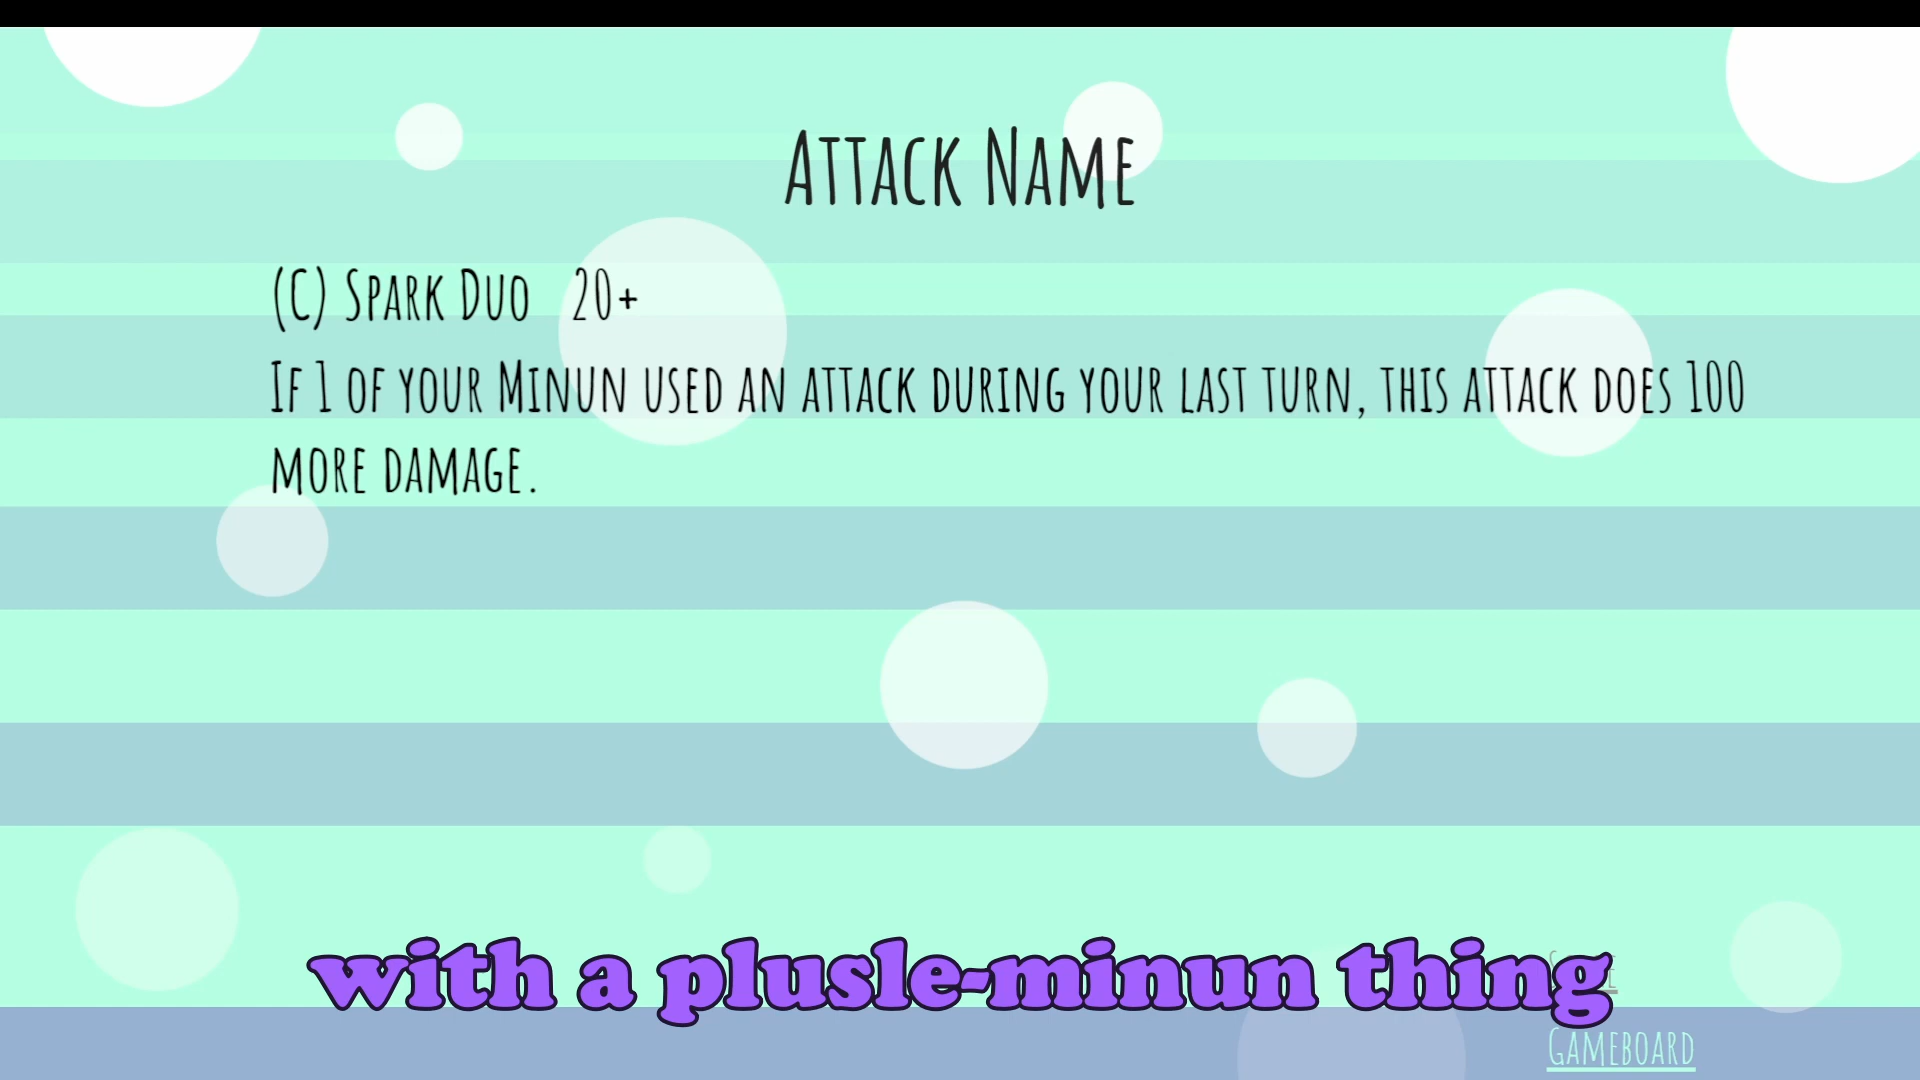 Attack Name
(C) Spark Duo 20+
If 1 of your Minun used an attack during your last turn, this attack does 100
more damage.
with a plusle-minun thing
Gameboard